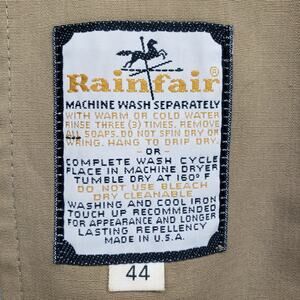 Rainfair®
MACHINE WASH SEPARATELY
WITH WARM OR COLD WATER
RINSE THREE (3) TIMES. REMOVE
ALL SOAPS. DO NOT SPIN DRY OR
WRING. HANG TO DRIP DRY.
- OR -
COMPLETE WASH CYCLE
PLACE IN MACHINE DRYER
TUMBLE DRY AT 160° F
DO NOT USE BLEACH
DRY CLEANABLE
WASHING AND COOL IRON
TOUCH UP RECOMMENDED
FOR APPEARANCE AND LONGER
LASTING REPELLENCY
MADE IN U.S.A.
44